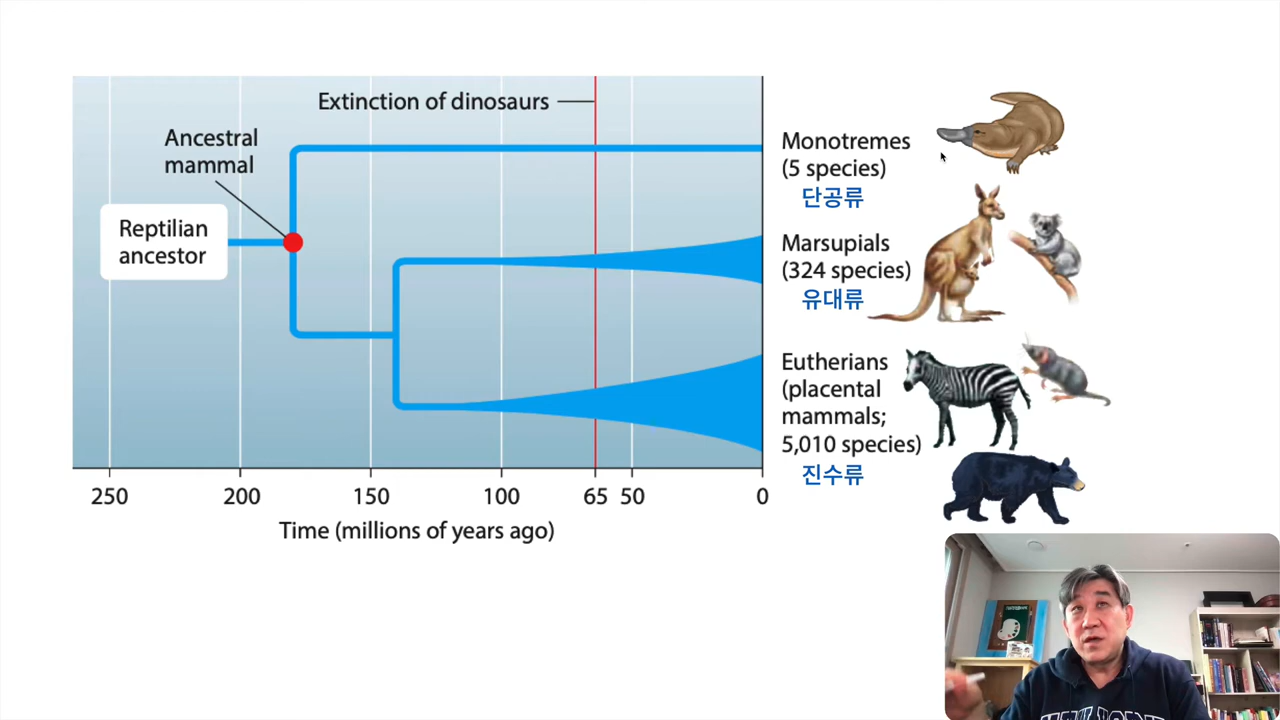 Extinction of dinosaurs
Ancestral
mammal
Reptilian
ancestor
Monotremes
(5 species)
단공류
Marsupials
(324 species)
유대류
Eutherians
(placental
mammals;
5,010 species)
진수류
250 200 150 100 65 50 0
Time (millions of years ago)